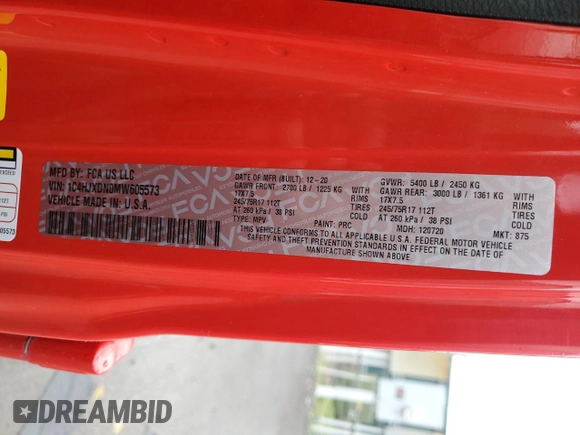 MFD BY: FCA US LLC
VIN: 1C4HJXDN0MW605573
VEHICLE MADE IN U.S.A.
DATE OF MFR (BUILT): 12-20
GAWR FRONT: 2700 LB / 1225 KG WITH
17X7.5 RIMS
245/75R17 112T TIRES
AT 260 kPa / 38 PSI COLD
TYPE: MPV
PAINT: PRC
GVWR: 5400 LB / 2450 KG
GAWR REAR: 3000 LB / 1361 KG WITH
17X7.5 RIMS
245/75R17 112T TIRES
AT 260 kPa / 38 PSI COLD
MDH: 120720
MKT: 875
THIS VEHICLE CONFORMS TO ALL APPLICABLE U.S.A. FEDERAL MOTOR VEHICLE
SAFETY AND THEFT PREVENTION STANDARDS IN EFFECT ON THE DATE OF
MANUFACTURE SHOWN ABOVE
FCA
605573
DREAMBID